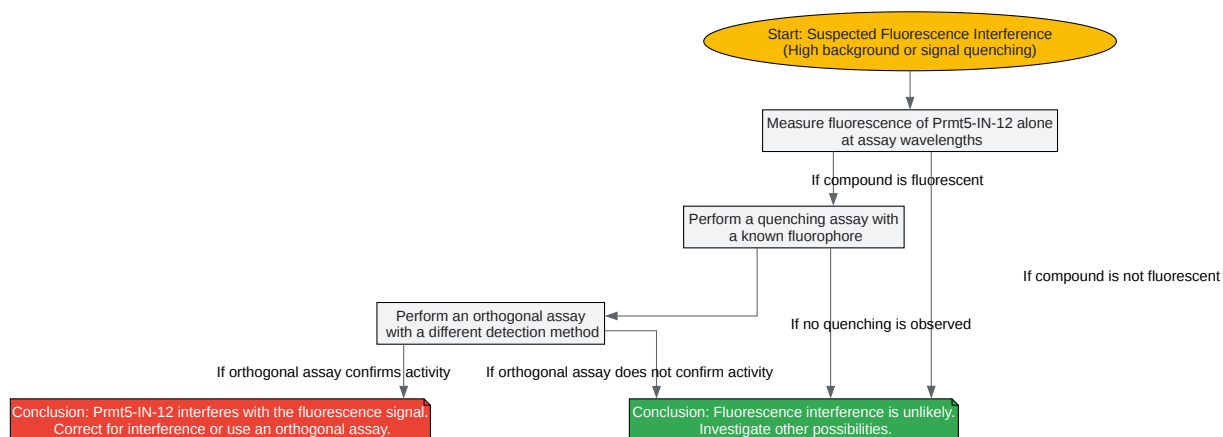 Start: Suspected Fluorescence Interference
(High background or signal quenching)
Measure fluorescence of Prmt5-IN-12 alone
at assay wavelengths
If compound is fluorescent
Perform a quenching assay with
a known fluorophore
If compound is not fluorescent
Perform an orthogonal assay
with a different detection method
If no quenching is observed
If orthogonal assay confirms activity
If orthogonal assay does not confirm activity
Conclusion: Prmt5-IN-12 interferes with the fluorescence signal.
Correct for interference or use an orthogonal assay.
Conclusion: Fluorescence interference is unlikely.
Investigate other possibilities.